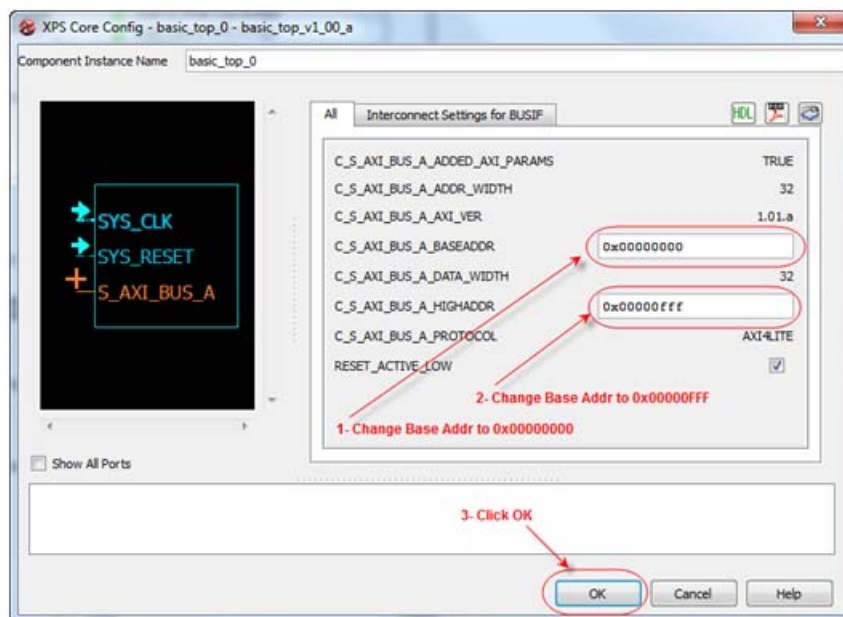 XPS Core Config - basic_top_0 - basic_top_v1_00_a
Component Instance Name basic_top_0
All Interconnect Settings for BUSIF HDL
C_S_AXI_BUS_A_ADDED_AXI_PARAMS TRUE
C_S_AXI_BUS_A_ADDR_WIDTH 32
C_S_AXI_BUS_A_AXI_VER 1.01.a
C_S_AXI_BUS_A_BASEADDR 0x00000000
C_S_AXI_BUS_A_DATA_WIDTH 32
C_S_AXI_BUS_A_HIGHADDR 0x00000fff
C_S_AXI_BUS_A_PROTOCOL AXI4LITE
RESET_ACTIVE_LOW
SYS_CLK
SYS_RESET
S_AXI_BUS_A
2- Change Base Addr to 0x00000FFF
1- Change Base Addr to 0x00000000
Show All Ports
3- Click OK
OK Cancel Help